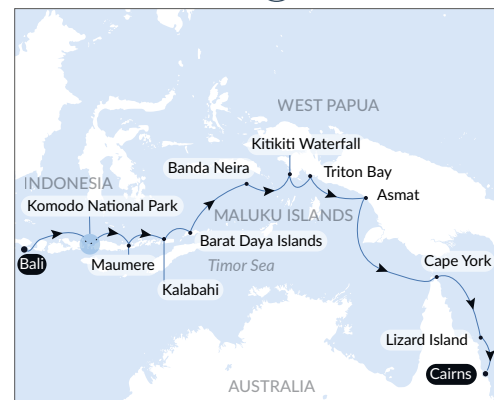 WEST PAPUA
Kitikiti Waterfall
Banda Neira
Triton Bay
INDONESIA
Asmat
Komodo National Park
MALUKU ISLANDS
Barat Daya Islands
Bali
Maumere
Timor Sea
Cape York
Kalabahi
Lizard Island
Cairns
AUSTRALIA